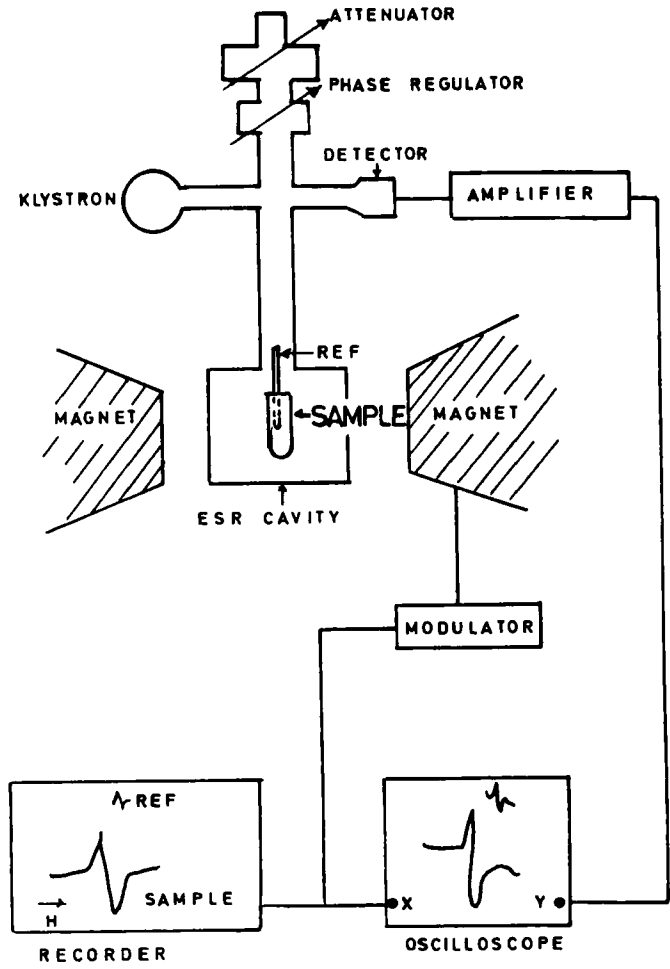 ATTENUATOR
PHASE REGULATOR
DETECTOR
KLYSTRON
AMPLIFIER
REF
SAMPLE
MAGNET
MAGNET
ESR CAVITY
MODULATOR
REF
SAMPLE
H
X
Y
RECORDER
OSCILLOSCOPE